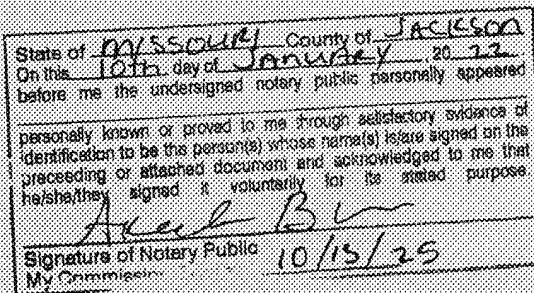 State of MISSOURI County of JACKSON
On this 10th day of JANUARY, 20 22
before me the undersigned notary public personally appeared
personally known or proved to me through satisfactory evidence of
identification to be the person(s) whose name(s) is/are signed on the
preceeding or attached document and acknowledged to me that
he/she/they signed it voluntarily for its stated purpose.
Signature of Notary Public
My Commission 10/15/25